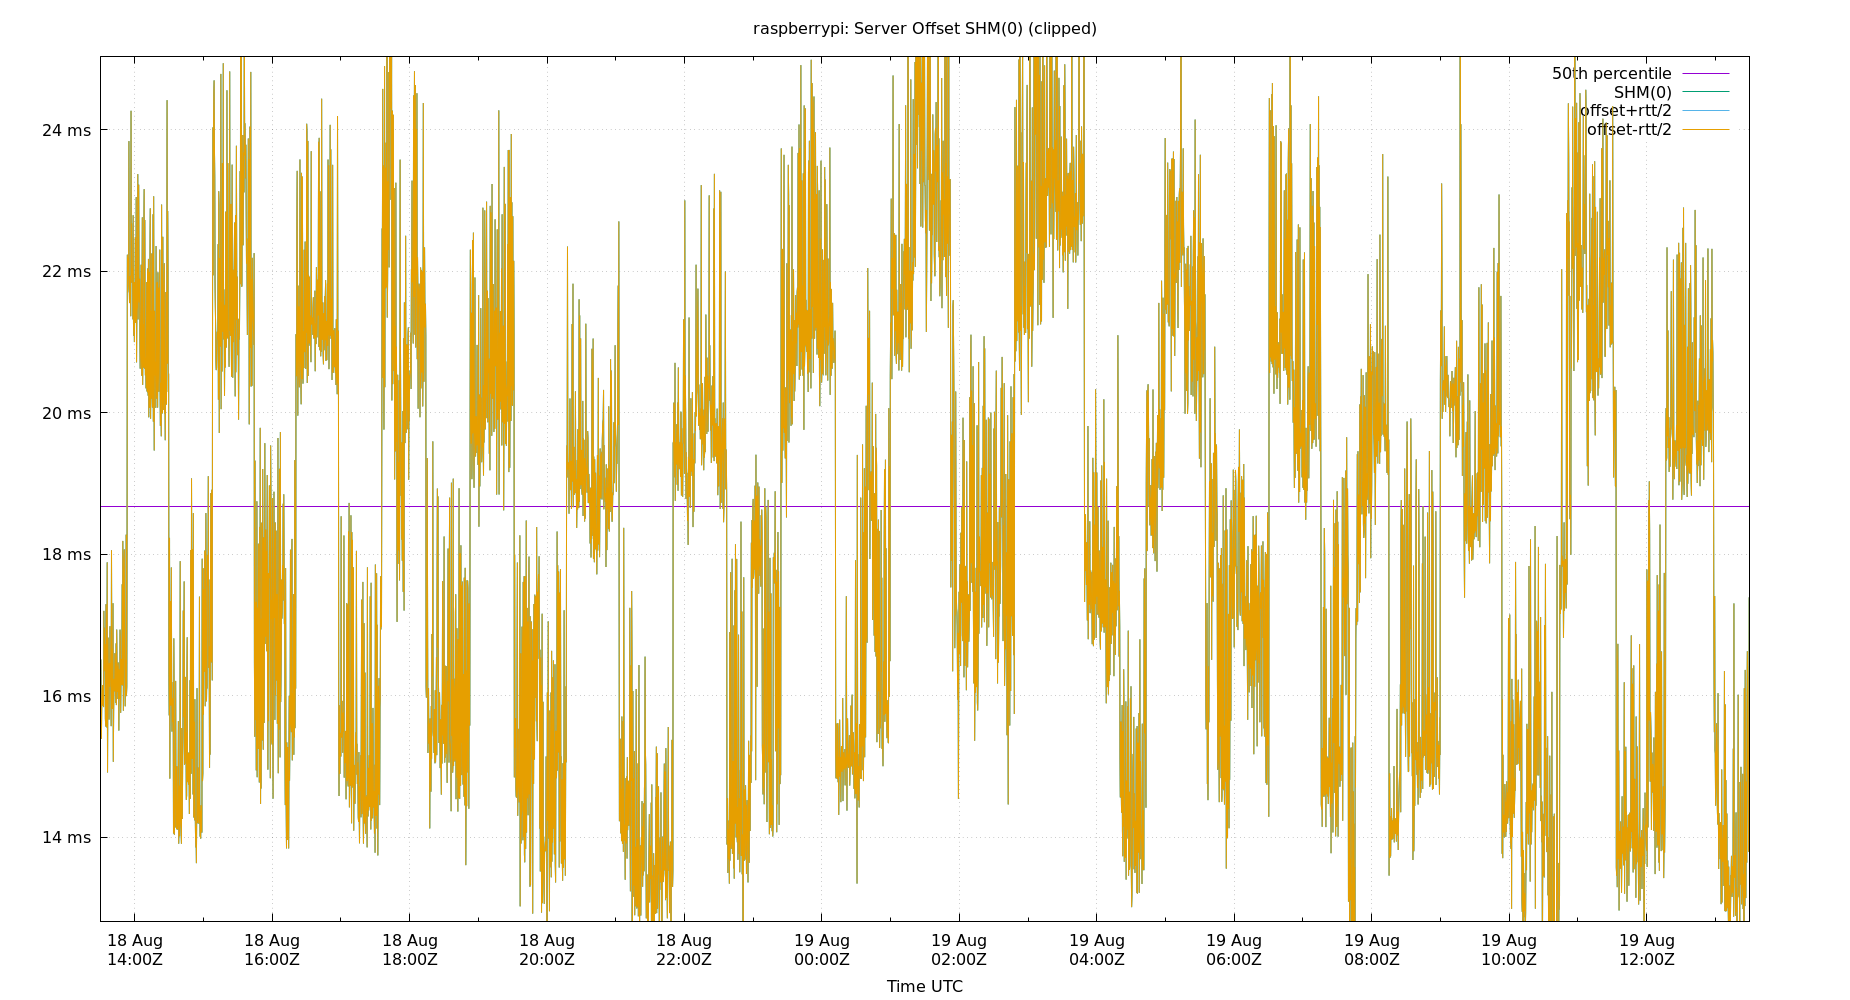 raspberrypi: Server Offset SHM(0) (clipped)
50th percentile
SHM(0)
offset+rtt/2
offset-rtt/2
24 ms
22 ms
20 ms
18 ms
16 ms
14 ms
18 Aug 18 Aug 18 Aug 18 Aug 18 Aug 19 Aug 19 Aug 19 Aug 19 Aug 19 Aug 19 Aug 19 Aug
14:00Z 16:00Z 18:00Z 20:00Z 22:00Z 00:00Z 02:00Z 04:00Z 06:00Z 08:00Z 10:00Z 12:00Z
Time UTC